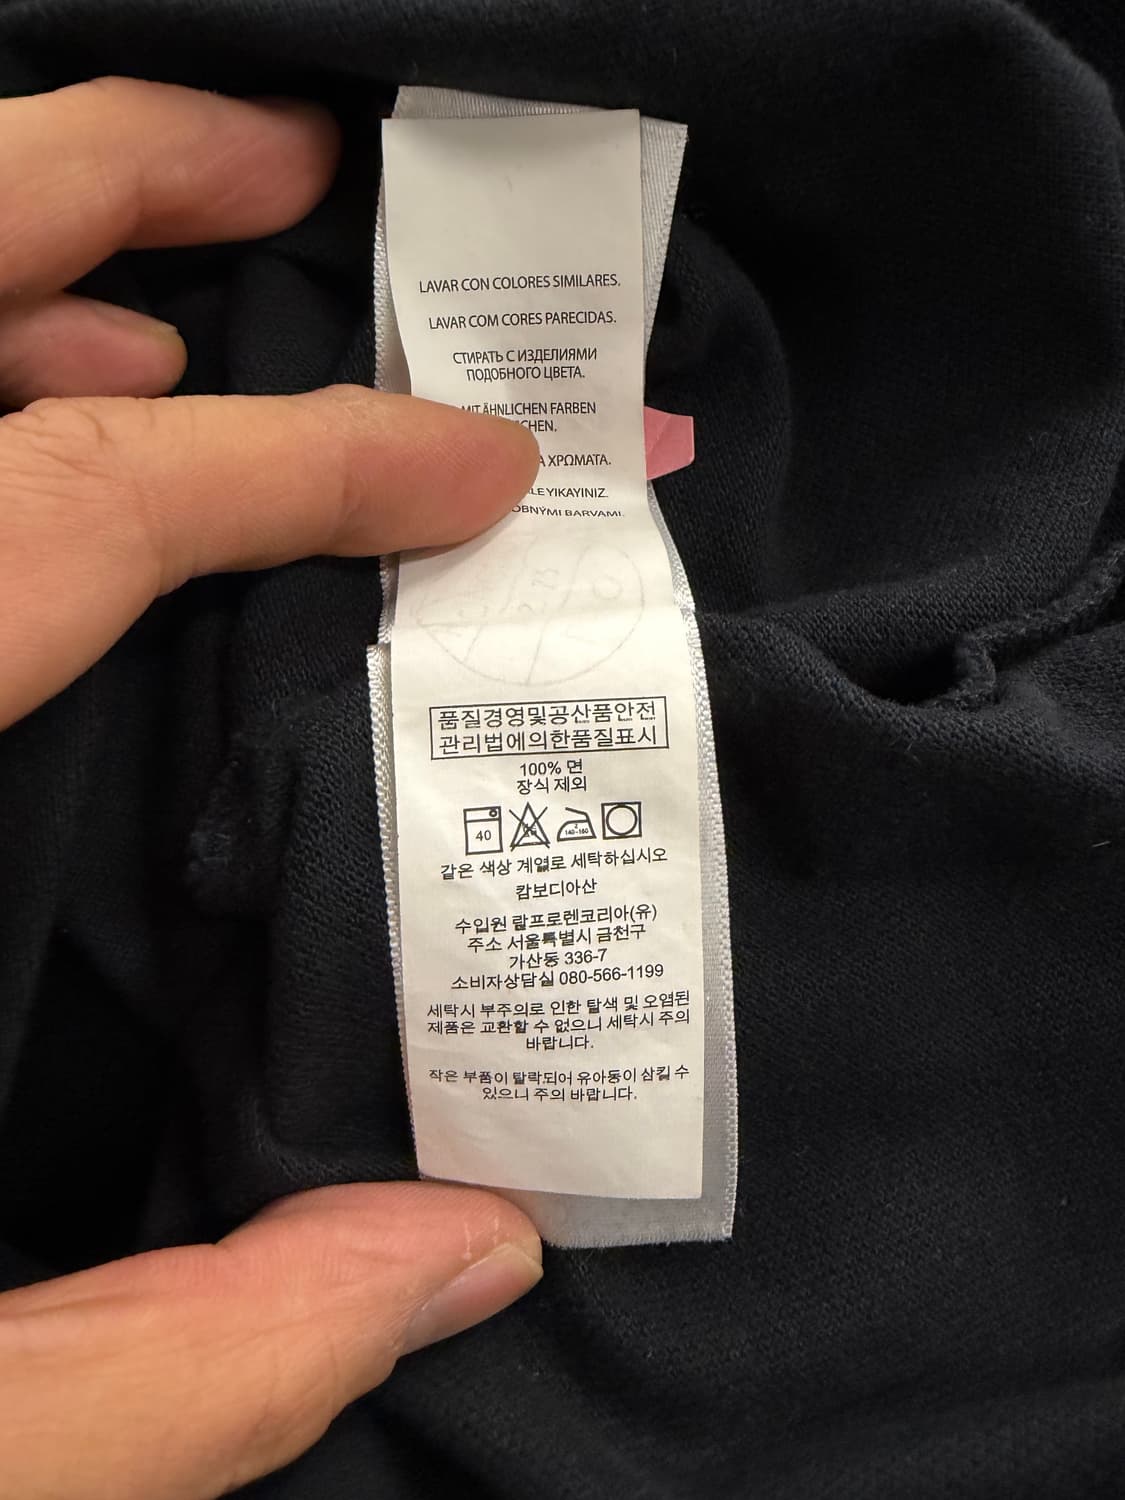 LAVAR CON COLORES SIMILARES.
LAVAR COM CORES PARECIDAS.
СТИРАТЬ С ИЗДЕЛИЯМИ
ПОДОБНОГО ЦВЕТА.
MIT ÄHNLICHEN FARBEN
CHEN.
Α ΧΡΩΜΑΤΑ.
LE YIKAYINIZ.
OBNÝMI BARVAMI.
품질경영및공산품안전
관리법에의한품질표시
100% 면
장식 제외
40
140~160
같은 색상 계열로 세탁하십시오
캄보디아산
수입원 랄프로렌코리아(유)
주소 서울특별시 금천구
가산동 336-7
소비자상담실 080-566-1199
세탁시 부주의로 인한 탈색 및 오염된
제품은 교환할 수 없으니 세탁시 주의
바랍니다.
작은 부품이 탈락되어 유아동이 삼킬 수
있으니 주의 바랍니다.